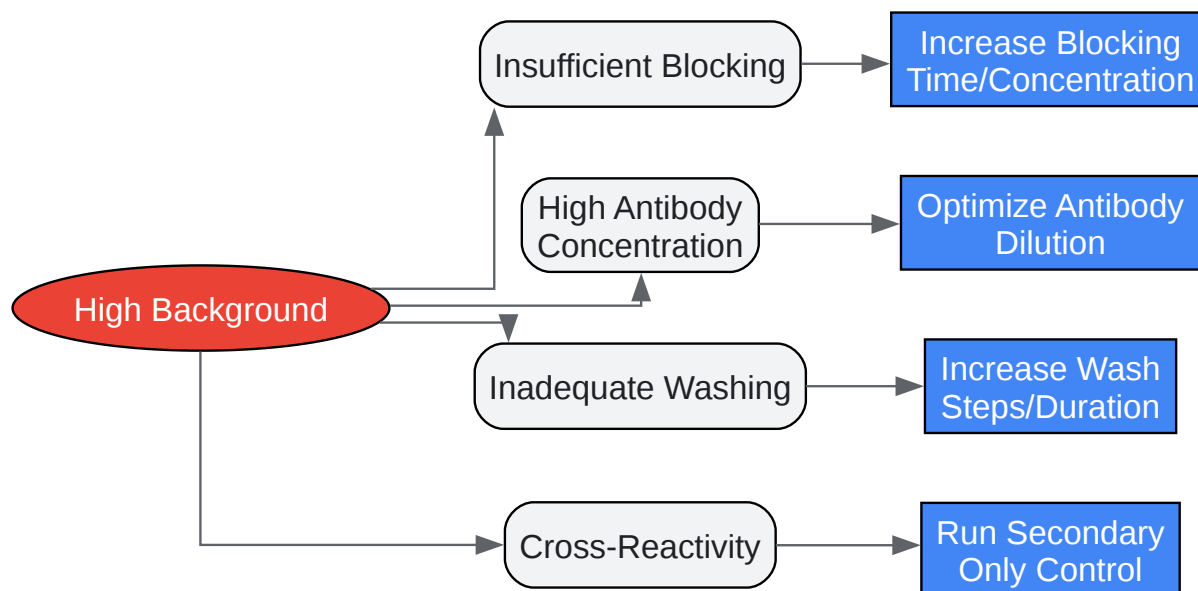 Insufficient Blocking
Increase Blocking
Time/Concentration
High Antibody
Concentration
Optimize Antibody
Dilution
High Background
Inadequate Washing
Increase Wash
Steps/Duration
Cross-Reactivity
Run Secondary
Only Control